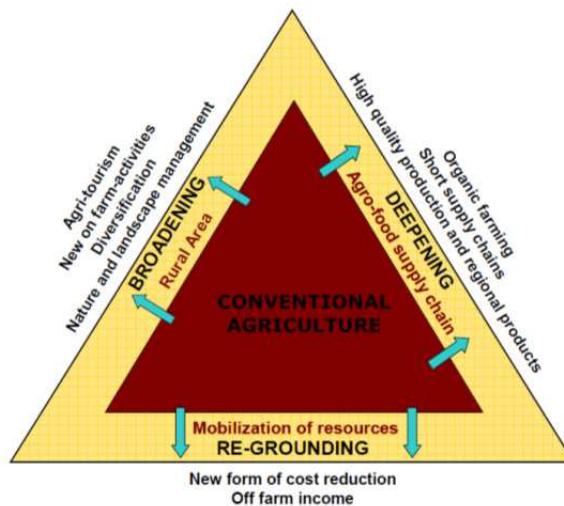 Agri-tourism
New on farm-activities
Diversification
Nature and landscape management
BROADENING
Rural Area
Organic farming
Short supply chains
High quality production and regional products
DEEPENING
Agro-food supply chain
CONVENTIONAL
AGRICULTURE
Mobilization of resources
RE-GROUNDING
New form of cost reduction
Off farm income